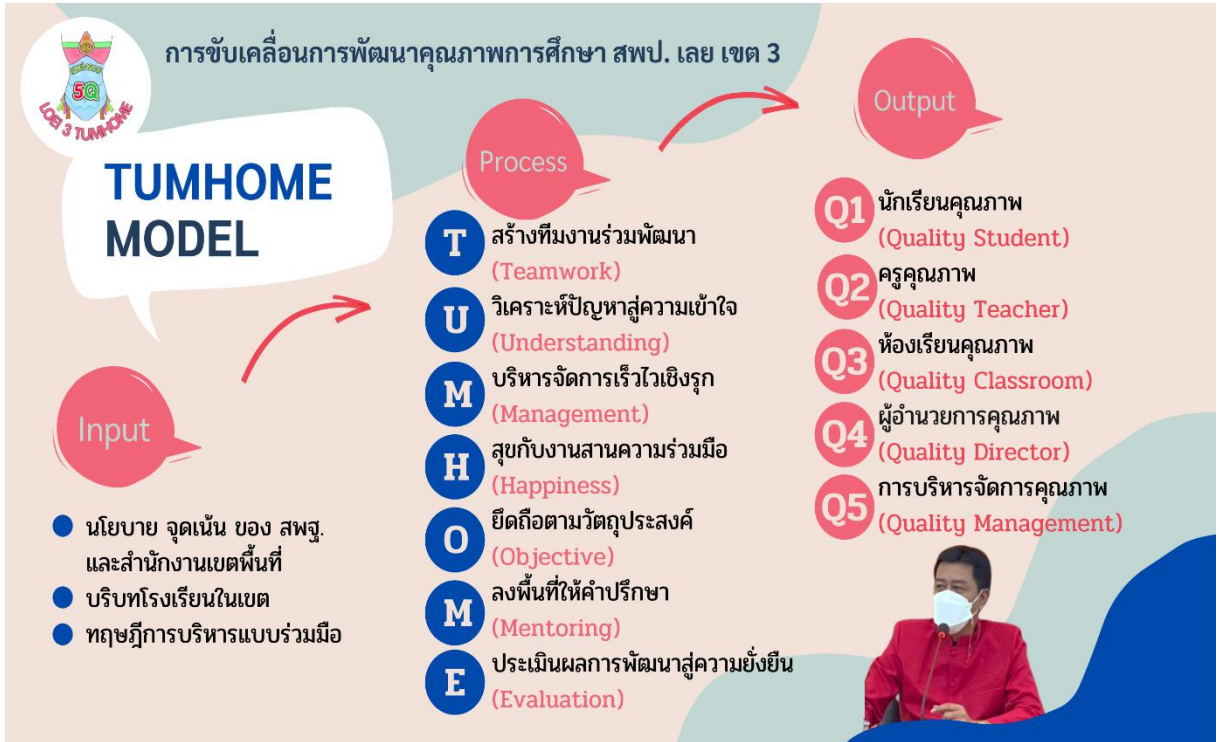 การขับเคลื่อนการพัฒนาคุณภาพการศึกษา สพป. เลย เขต 3
5Q
LOEI 3 TUMHOME
TUMHOME
MODEL
Input
นโยบาย จุดเน้น ของ สพฐ.
และสำนักงานเขตพื้นที่
บริบทโรงเรียนในเขต
ทฤษฎีการบริหารแบบร่วมมือ
Process
T สร้างทีมงานร่วมพัฒนา
(Teamwork)
U วิเคราะห์ปัญหาสู่ความเข้าใจ
(Understanding)
M บริหารจัดการเร็วไวเชิงรุก
(Management)
H สุขกับงานสานความร่วมมือ
(Happiness)
O ยึดถือตามวัตถุประสงค์
(Objective)
M ลงพื้นที่ให้คำปรึกษา
(Mentoring)
E ประเมินผลการพัฒนาสู่ความยั่งยืน
(Evaluation)
Output
Q1 นักเรียนคุณภาพ
(Quality Student)
Q2 ครูคุณภาพ
(Quality Teacher)
Q3 ห้องเรียนคุณภาพ
(Quality Classroom)
Q4 ผู้อำนวยการคุณภาพ
(Quality Director)
Q5 การบริหารจัดการคุณภาพ
(Quality Management)